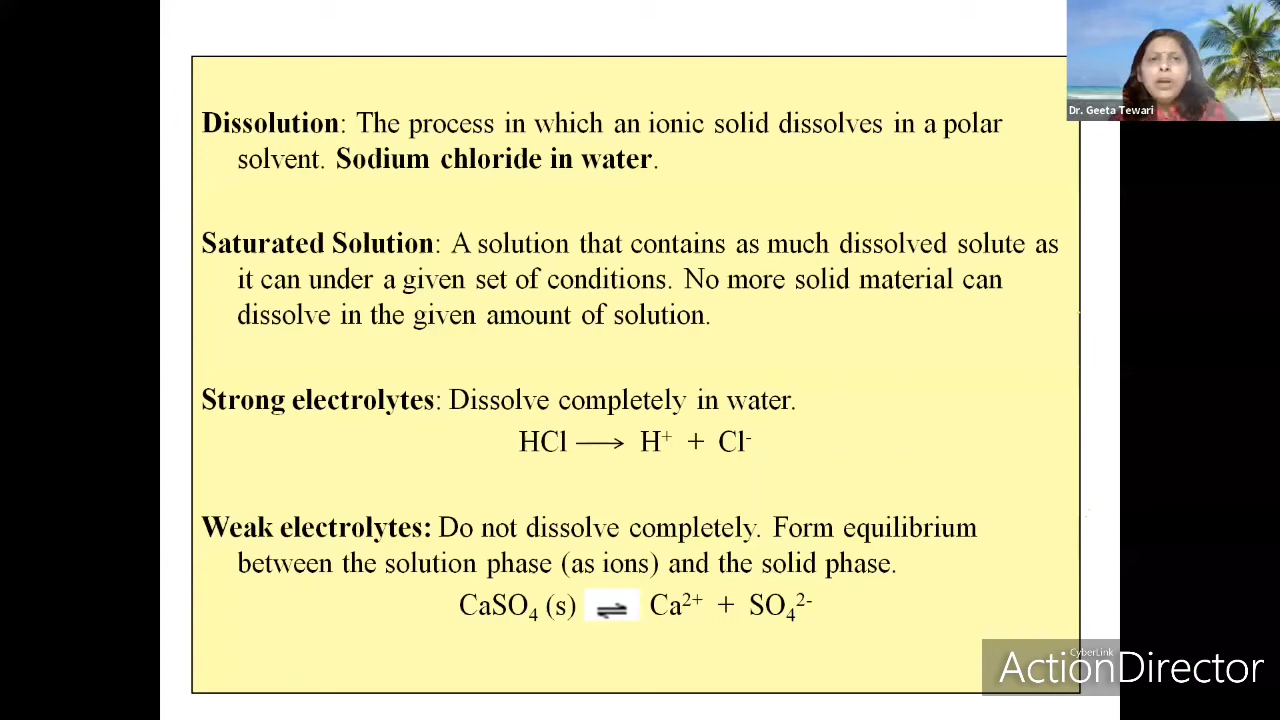 Dr. Geeta Tewari
Dissolution: The process in which an ionic solid dissolves in a polar
solvent. Sodium chloride in water.
Saturated Solution: A solution that contains as much dissolved solute as
it can under a given set of conditions. No more solid material can
dissolve in the given amount of solution.
Strong electrolytes: Dissolve completely in water.
HCl ⟶ H⁺ + Cl⁻
Weak electrolytes: Do not dissolve completely. Form equilibrium
between the solution phase (as ions) and the solid phase.
CaSO₄ (s) ⇌ Ca²⁺ + SO₄²⁻
CyberLink
ActionDirector